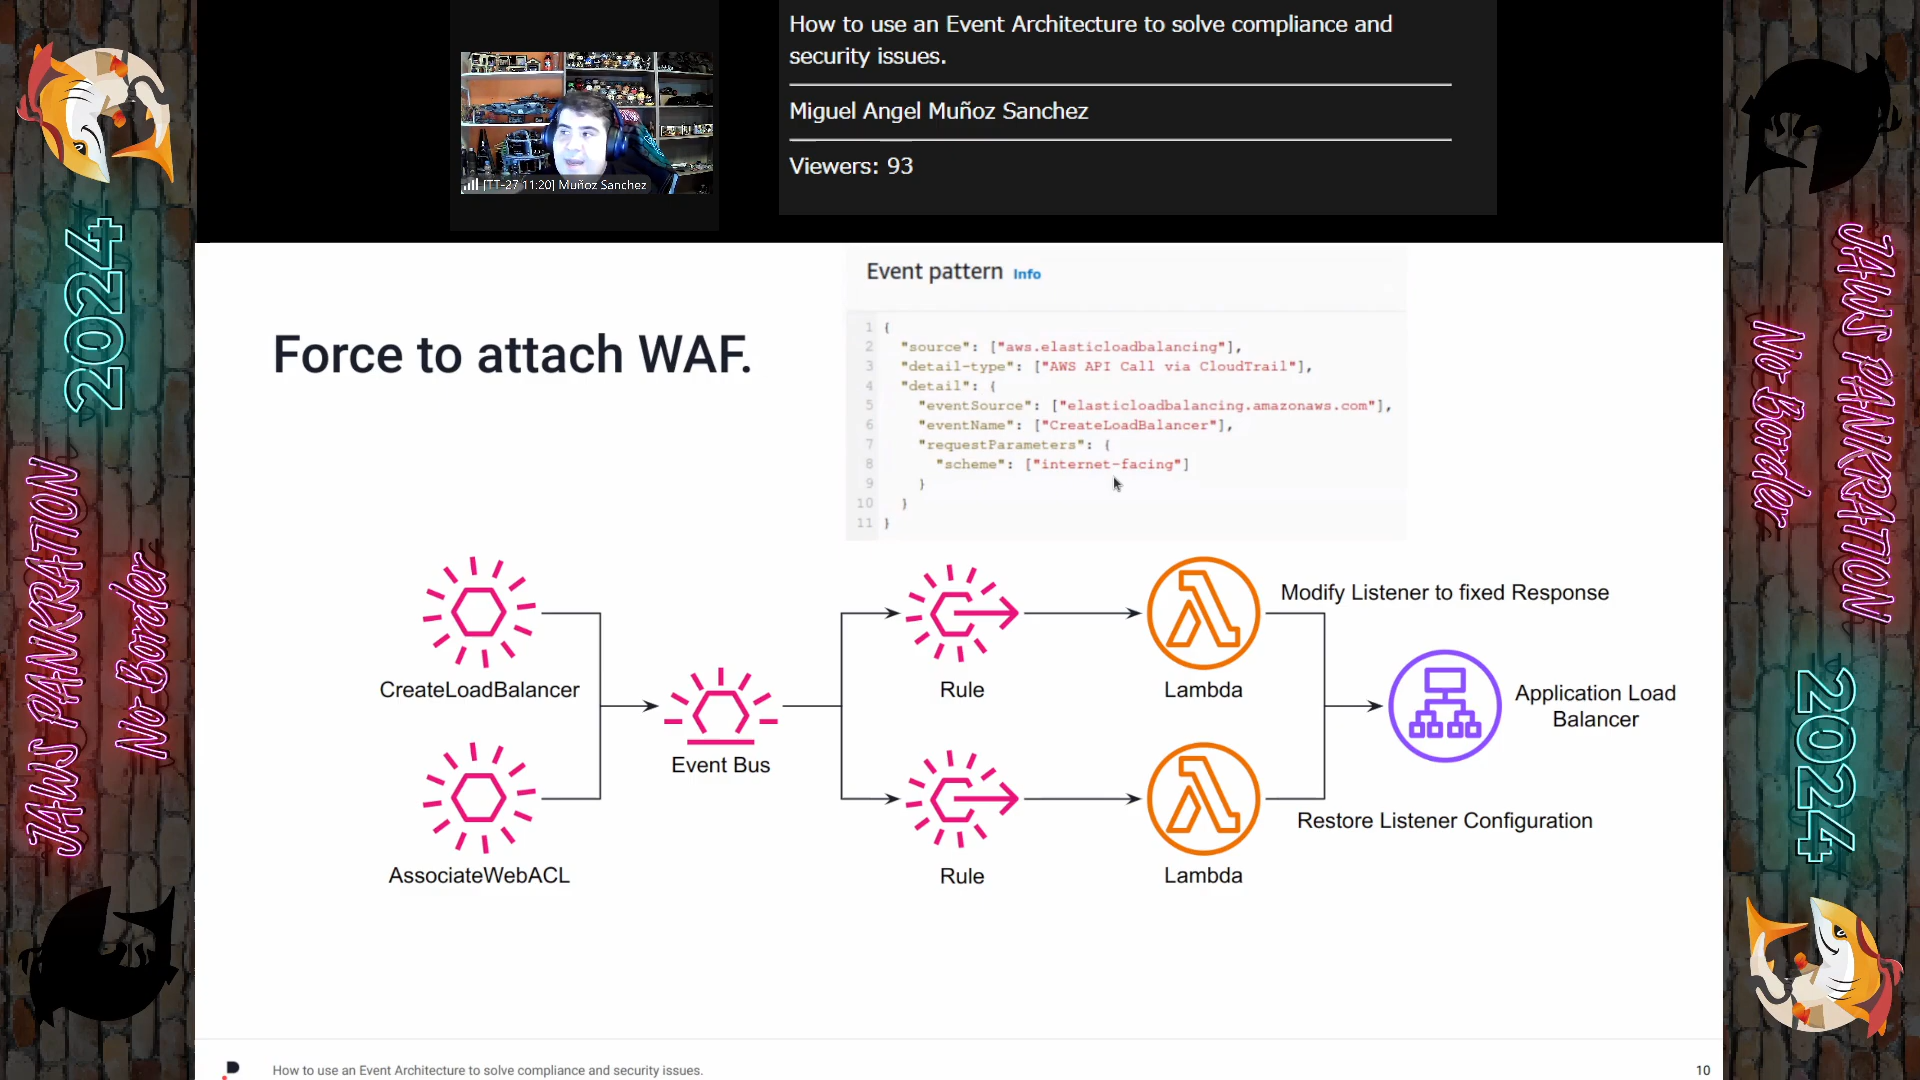 How to use an Event Architecture to solve compliance and
security issues.
Miguel Angel Muñoz Sanchez
Viewers: 93
[TT-27 11:20] Muñoz Sanchez
Force to attach WAF.
Event pattern Info
1 {
2 "source": ["aws.elasticloadbalancing"],
3 "detail-type": ["AWS API Call via CloudTrail"],
4 "detail": {
5 "eventSource": ["elasticloadbalancing.amazonaws.com"],
6 "eventName": ["CreateLoadBalancer"],
7 "requestParameters": {
8 "scheme": ["internet-facing"]
9 }
10 }
11 }
CreateLoadBalancer
AssociateWebACL
Event Bus
Rule
Rule
Lambda
Lambda
Modify Listener to fixed Response
Restore Listener Configuration
Application Load
Balancer
How to use an Event Architecture to solve compliance and security issues.
10
2024
JAWS PANKRATION
No Border
JAWS PANKRATION
No Border
2024